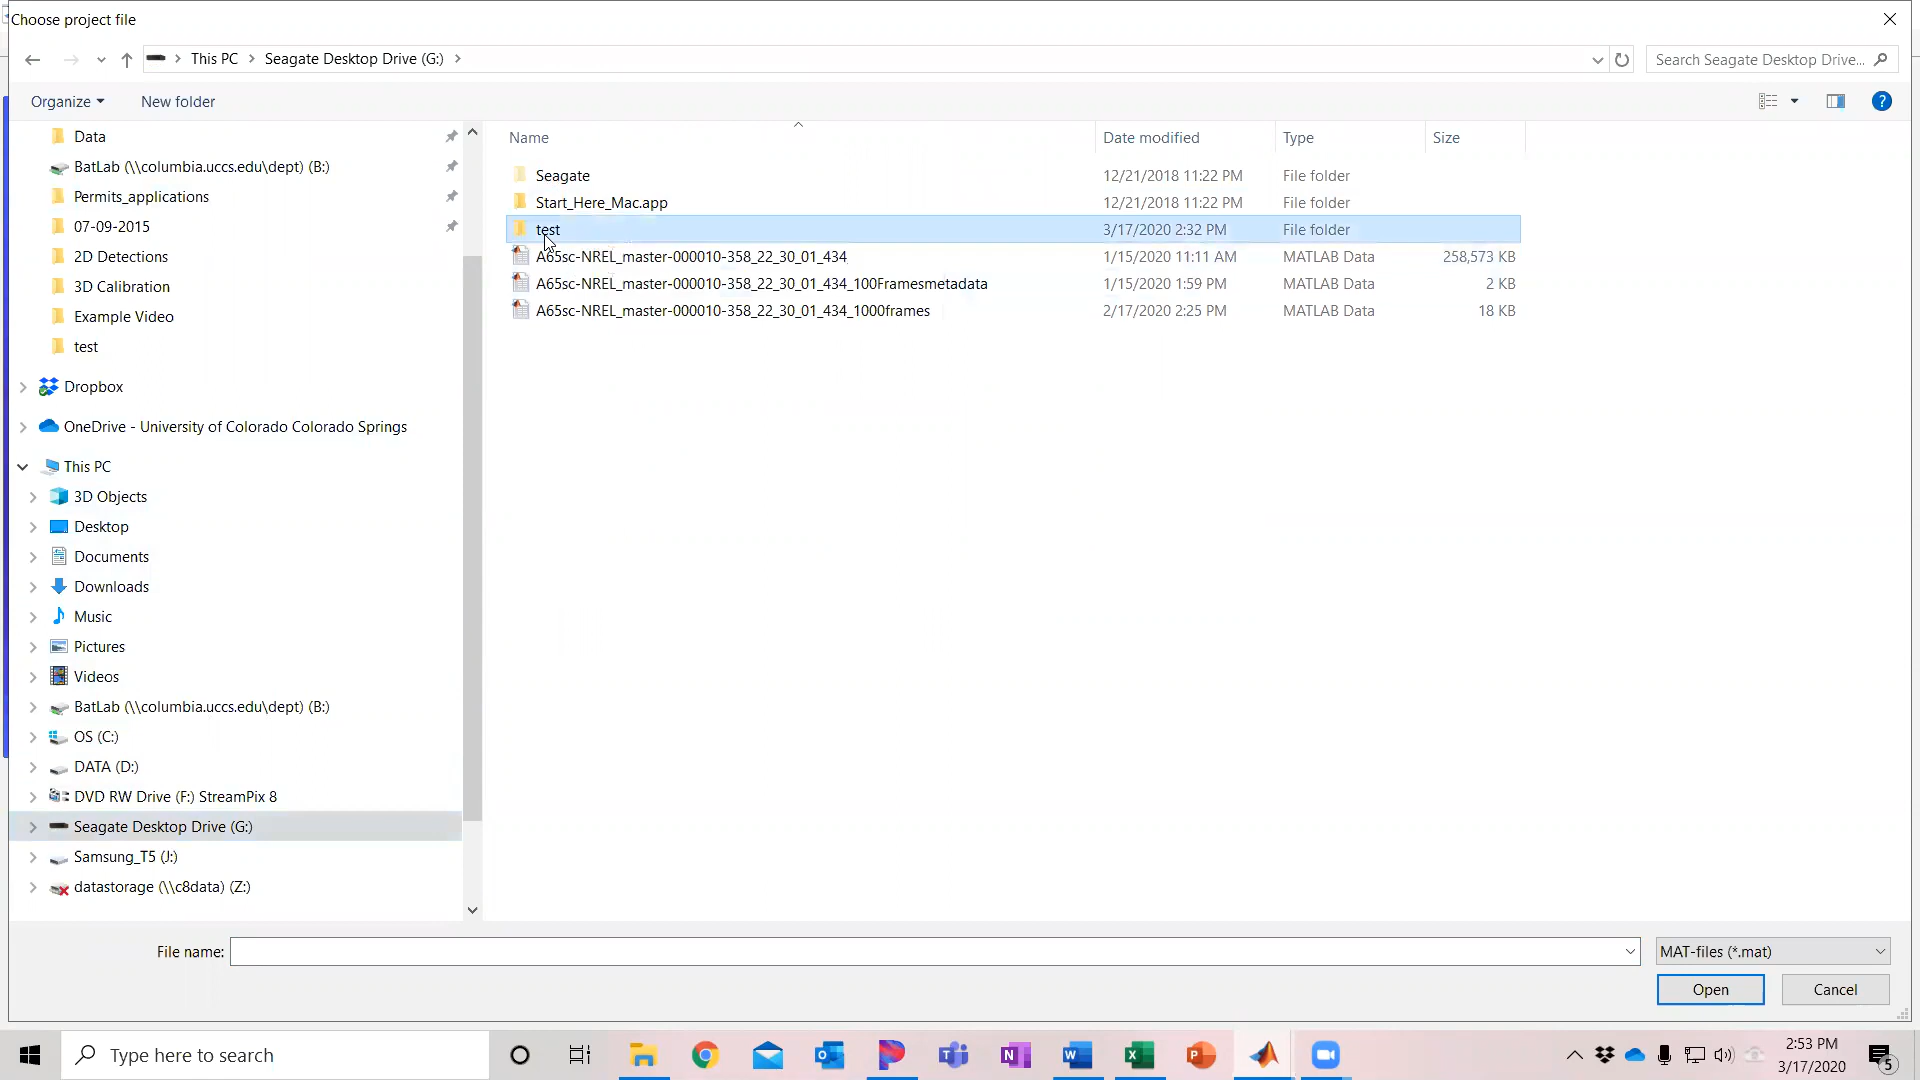 Choose project file
This PC > Seagate Desktop Drive (G:) >
Search Seagate Desktop Drive...
Organize
New folder
Data
BatLab (\\columbia.uccs.edu\dept) (B:)
Permits_applications
07-09-2015
2D Detections
3D Calibration
Example Video
test
Dropbox
OneDrive - University of Colorado Colorado Springs
This PC
3D Objects
Desktop
Documents
Downloads
Music
Pictures
Videos
BatLab (\\columbia.uccs.edu\dept) (B:)
OS (C:)
DATA (D:)
DVD RW Drive (F:) StreamPix 8
Seagate Desktop Drive (G:)
Samsung_T5 (J:)
datastorage (\\c8data) (Z:)
Name Date modified Type Size
Seagate 12/21/2018 11:22 PM File folder
Start_Here_Mac.app 12/21/2018 11:22 PM File folder
test 3/17/2020 2:32 PM File folder
A65sc-NREL_master-000010-358_22_30_01_434 1/15/2020 11:11 AM MATLAB Data 258,573 KB
A65sc-NREL_master-000010-358_22_30_01_434_100Framesmetadata 1/15/2020 1:59 PM MATLAB Data 2 KB
A65sc-NREL_master-000010-358_22_30_01_434_1000frames 2/17/2020 2:25 PM MATLAB Data 18 KB
File name:
MAT-files (*.mat)
Open
Cancel
Type here to search
2:53 PM
3/17/2020
5